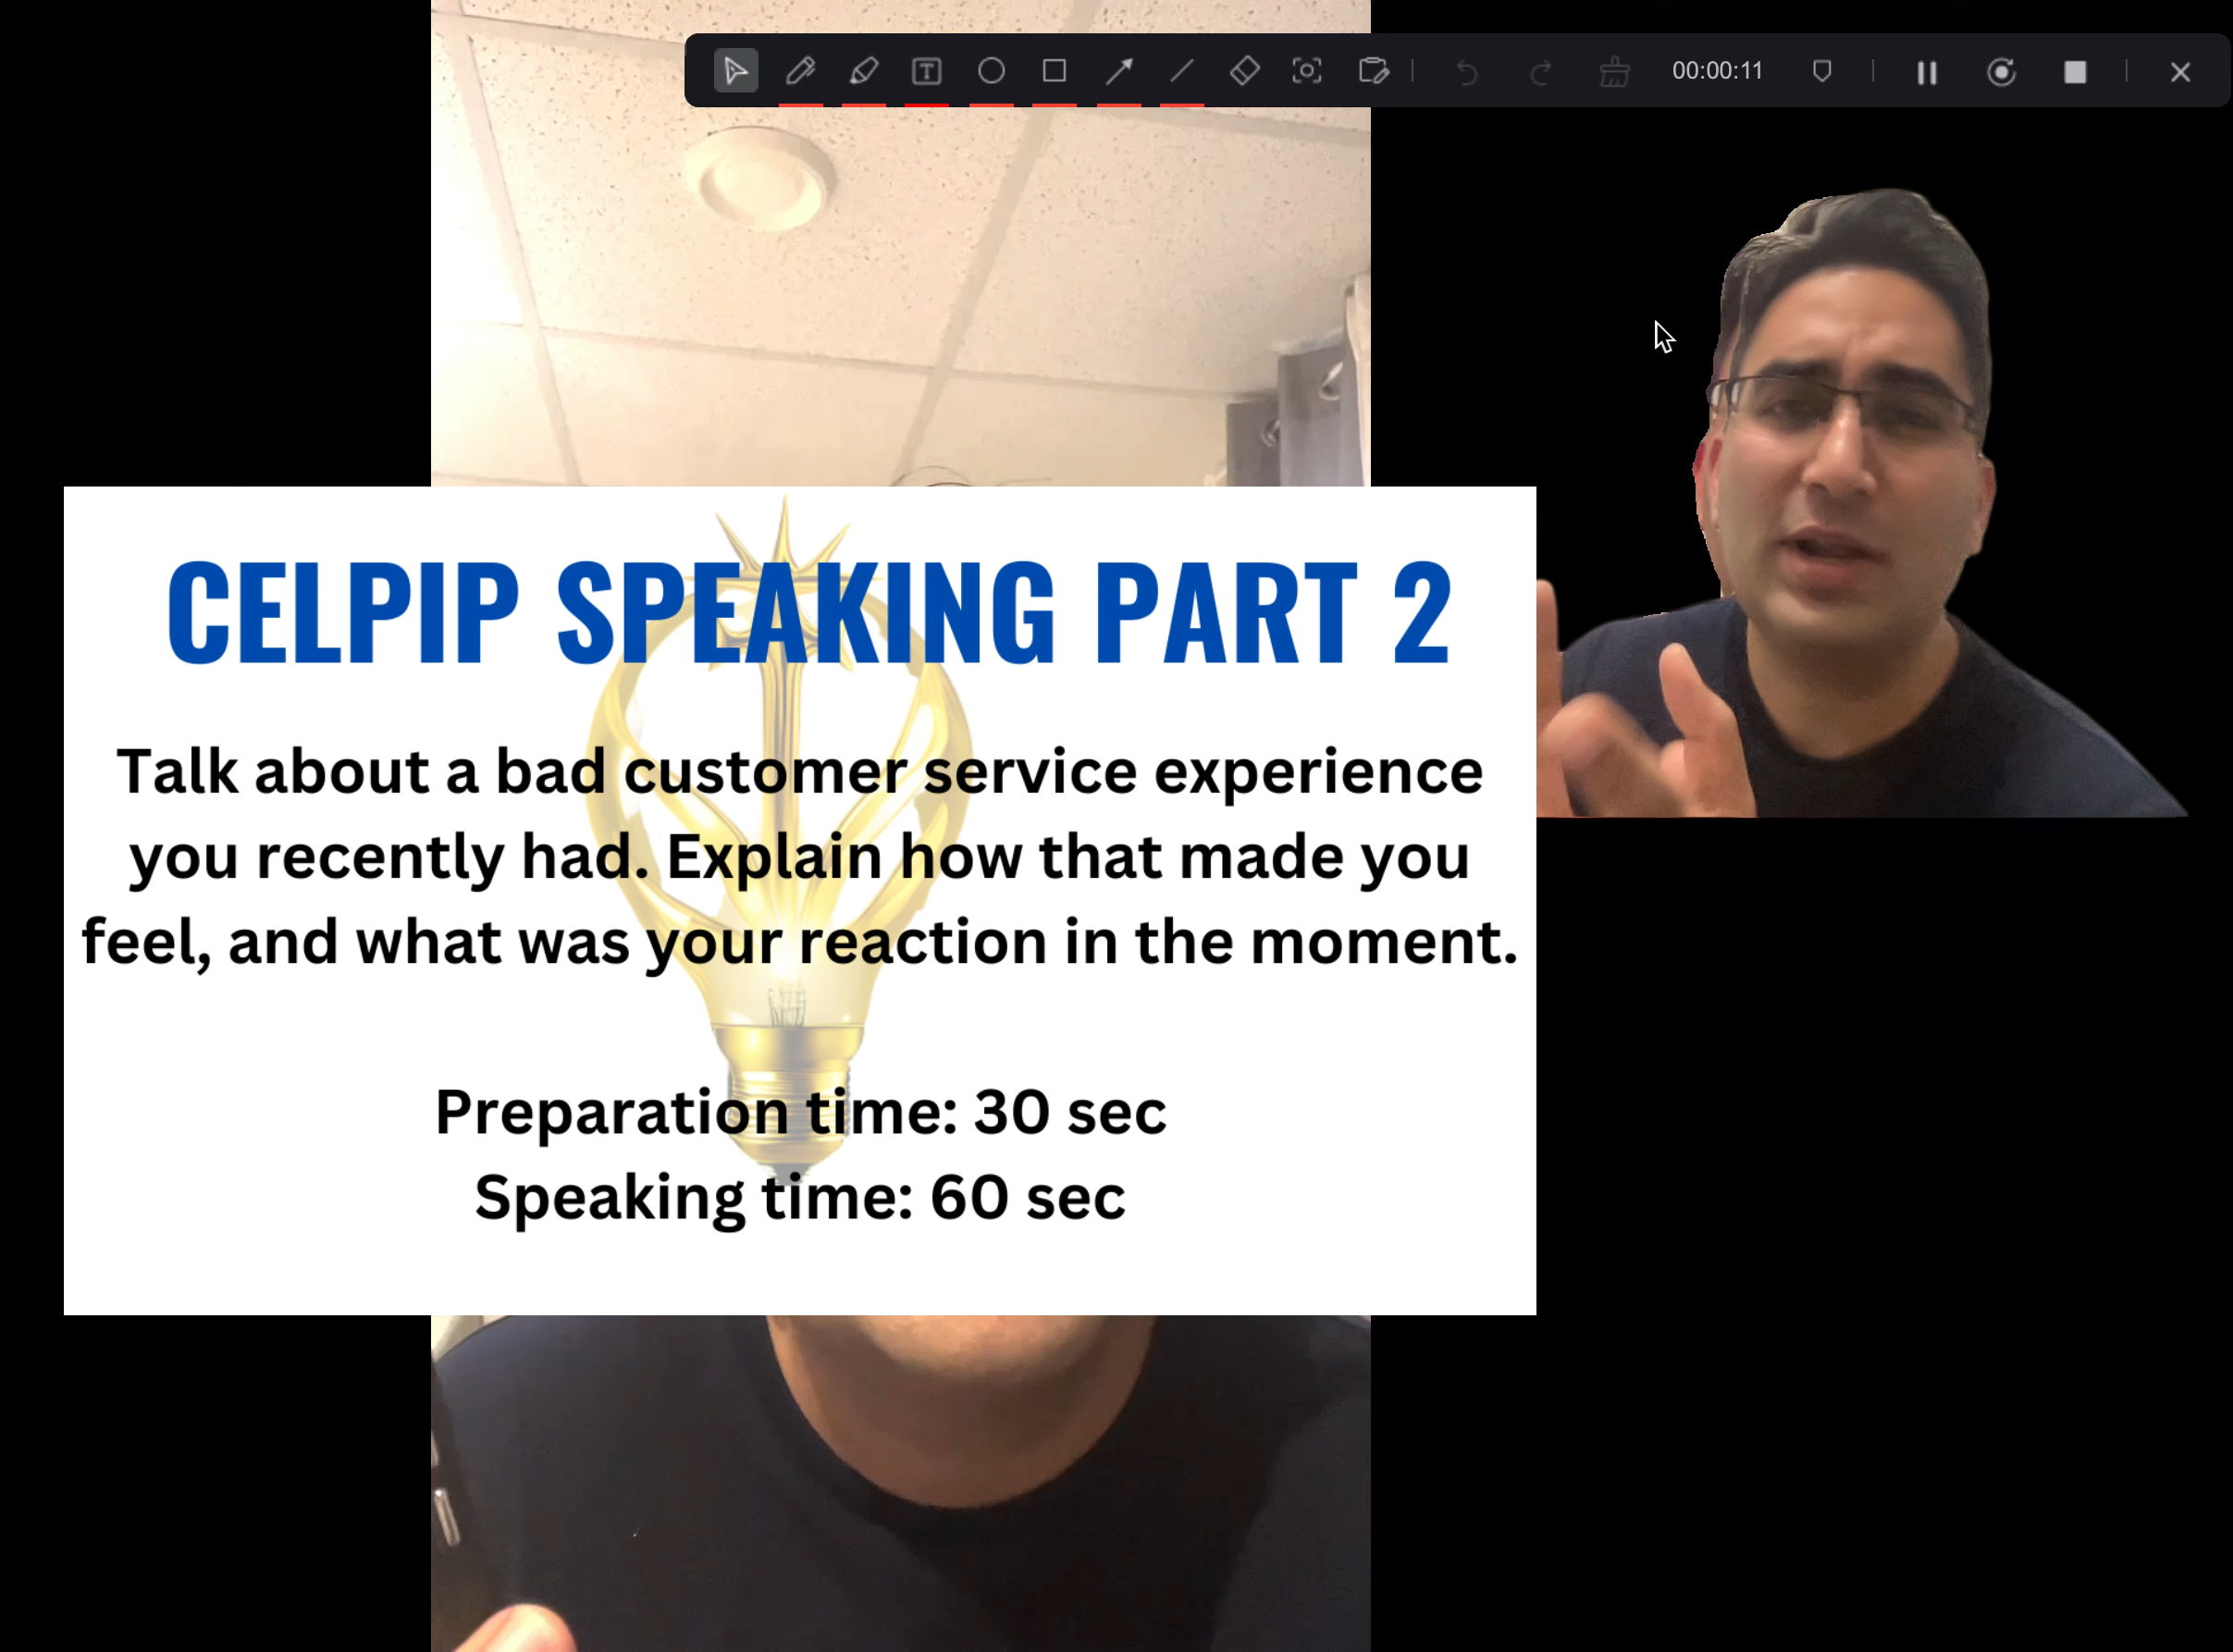 00:00:11
CELPIP SPEAKING PART 2
Talk about a bad customer service experience
you recently had. Explain how that made you
feel, and what was your reaction in the moment.
Preparation time: 30 sec
Speaking time: 60 sec